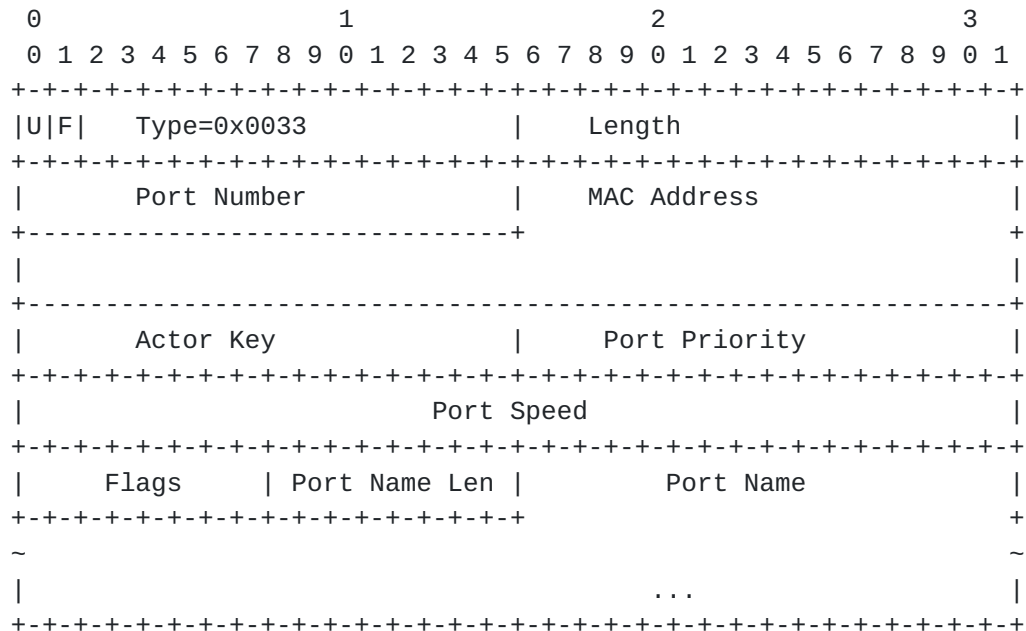 0                   1                   2                   3
 0 1 2 3 4 5 6 7 8 9 0 1 2 3 4 5 6 7 8 9 0 1 2 3 4 5 6 7 8 9 0 1
+-+-+-+-+-+-+-+-+-+-+-+-+-+-+-+-+-+-+-+-+-+-+-+-+-+-+-+-+-+-+-+-+
|U|F|   Type=0x0033             |    Length                     |
+-+-+-+-+-+-+-+-+-+-+-+-+-+-+-+-+-+-+-+-+-+-+-+-+-+-+-+-+-+-+-+-+
|       Port Number             |    MAC Address                |
+-------------------------------+                               +
|                                                               |
+---------------------------------------------------------------+
|       Actor Key               |     Port Priority             |
+-+-+-+-+-+-+-+-+-+-+-+-+-+-+-+-+-+-+-+-+-+-+-+-+-+-+-+-+-+-+-+-+
|                          Port Speed                           |
+-+-+-+-+-+-+-+-+-+-+-+-+-+-+-+-+-+-+-+-+-+-+-+-+-+-+-+-+-+-+-+-+
|     Flags     | Port Name Len |         Port Name             |
+-+-+-+-+-+-+-+-+-+-+-+-+-+-+-+-+                               +
~                                                               ~
|                                        ...                    |
+-+-+-+-+-+-+-+-+-+-+-+-+-+-+-+-+-+-+-+-+-+-+-+-+-+-+-+-+-+-+-+-+